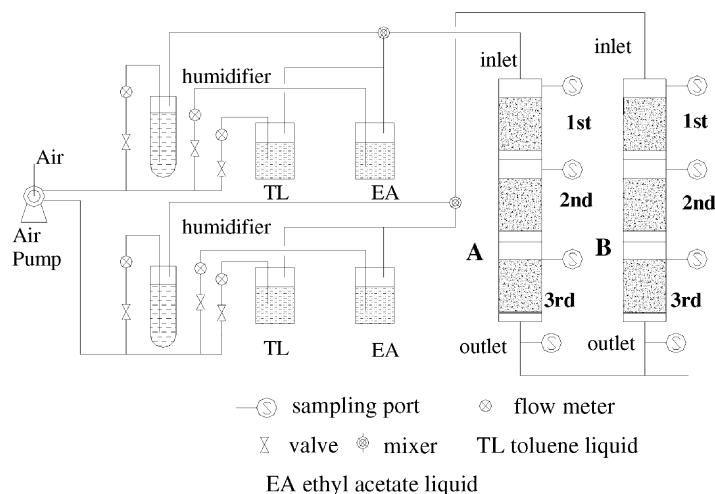 inlet
inlet
humidifier
1st
1st
Air
TL
EA
2nd
2nd
Air
Pump
humidifier
A
B
3rd
3rd
TL
EA
outlet
outlet
S sampling port
flow meter
valve
mixer
TL toluene liquid
EA ethyl acetate liquid